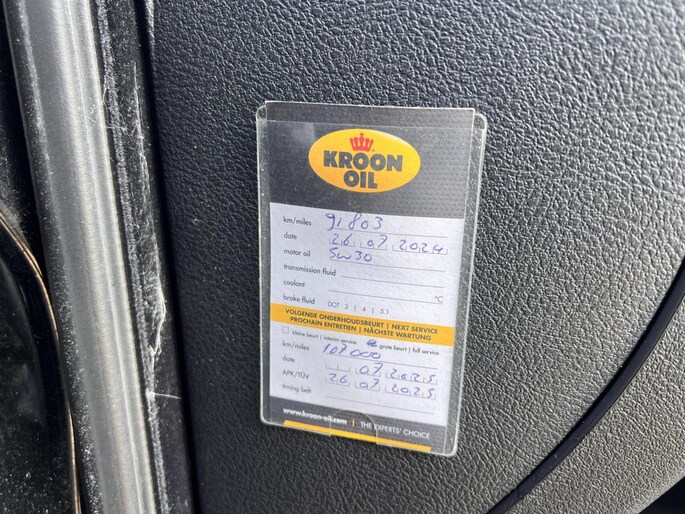 KROON
OIL
km/miles 91803
date 26 07 2024
motor oil 5w30
transmission fluid
coolant °C
brake fluid DOT 3 | 4 | 5.1
VOLGENDE ONDERHOUDSBEURT | NEXT SERVICE
PROCHAIN ENTRETIEN | NÄCHSTE WARTUNG
kleine beurt | interim service grote beurt | full service
km/miles 107000
date 07 2025
APK/TÜV 26 07 2025
timing belt
www.kroon-oil.com | THE EXPERTS' CHOICE